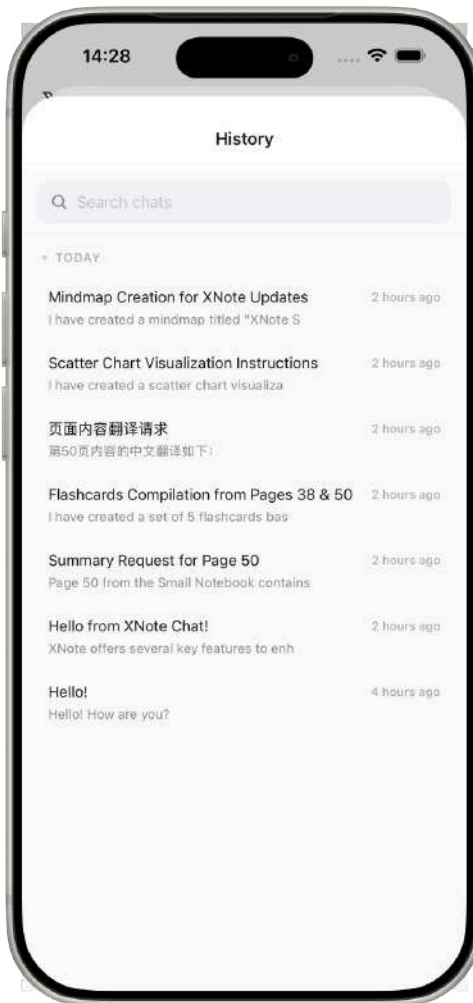 14:28
History
Search chats
TODAY
Mindmap Creation for XNote Updates 2 hours ago
I have created a mindmap titled "XNote S
Scatter Chart Visualization Instructions 2 hours ago
I have created a scatter chart visualiza
页面内容翻译请求 2 hours ago
第50页内容的中文翻译如下：
Flashcards Compilation from Pages 38 & 50 2 hours ago
I have created a set of 5 flashcards bas
Summary Request for Page 50 2 hours ago
Page 50 from the Small Notebook contains
Hello from XNote Chat! 2 hours ago
XNote offers several key features to enh
Hello! 4 hours ago
Hello! How are you?